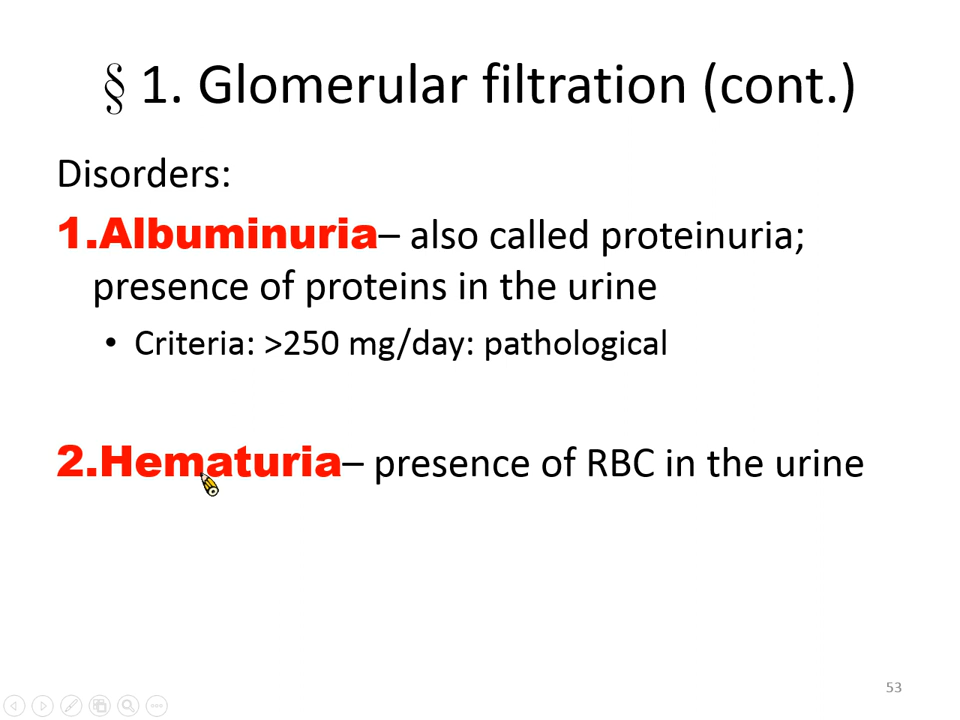 § 1. Glomerular filtration (cont.)
Disorders:
1.Albuminuria– also called proteinuria;
presence of proteins in the urine
• Criteria: >250 mg/day: pathological
2.Hematuria– presence of RBC in the urine
53